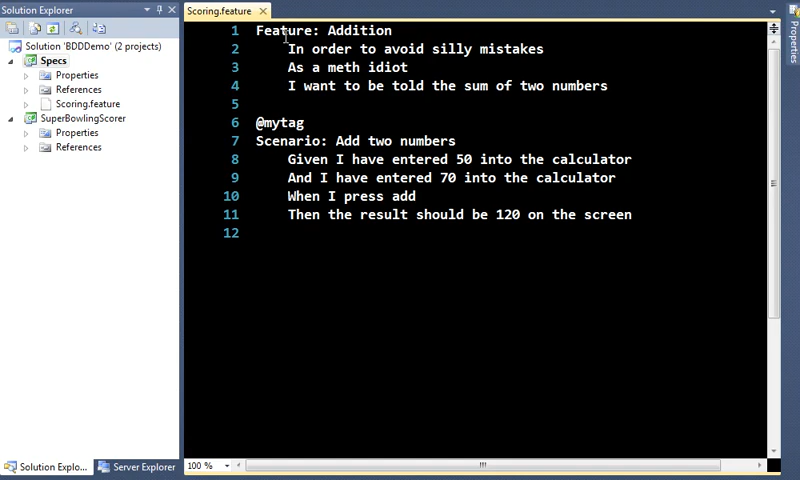 Solution Explorer
Solution 'BDDDemo' (2 projects)
Specs
Properties
References
Scoring.feature
SuperBowlingScorer
Properties
References
Solution Explo...
Server Explorer
Scoring.feature
1 Feature: Addition
2 In order to avoid silly mistakes
3 As a meth idiot
4 I want to be told the sum of two numbers
5
6 @mytag
7 Scenario: Add two numbers
8 Given I have entered 50 into the calculator
9 And I have entered 70 into the calculator
10 When I press add
11 Then the result should be 120 on the screen
12
100 %
Properties